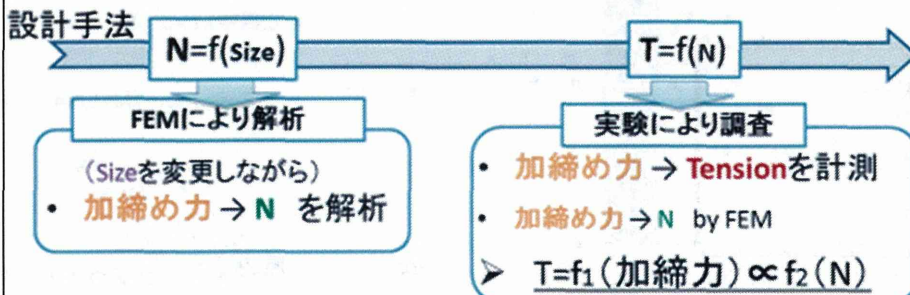 設計手法
N=f(Size)
T=f(N)
FEMにより解析
(Sizeを変更しながら)
• 加締め力 → N を解析
実験により調査
• 加締め力 → Tensionを計測
• 加締め力 → N by FEM
➢ T=f₁(加締力)∝f₂(N)